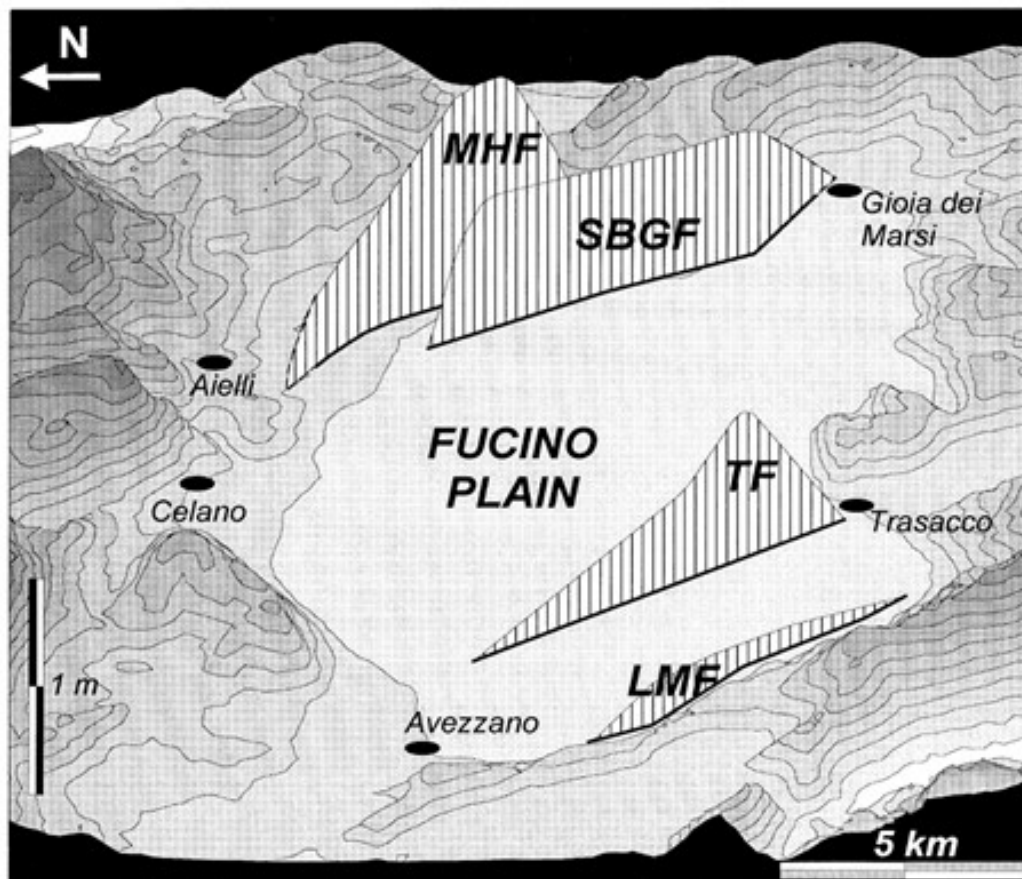 N
MHF
SBGF
Gioia dei
Marsi
Aielli
FUCINO
PLAIN
TF
Celano
Trasacco
1 m
LMF
Avezzano
5 km